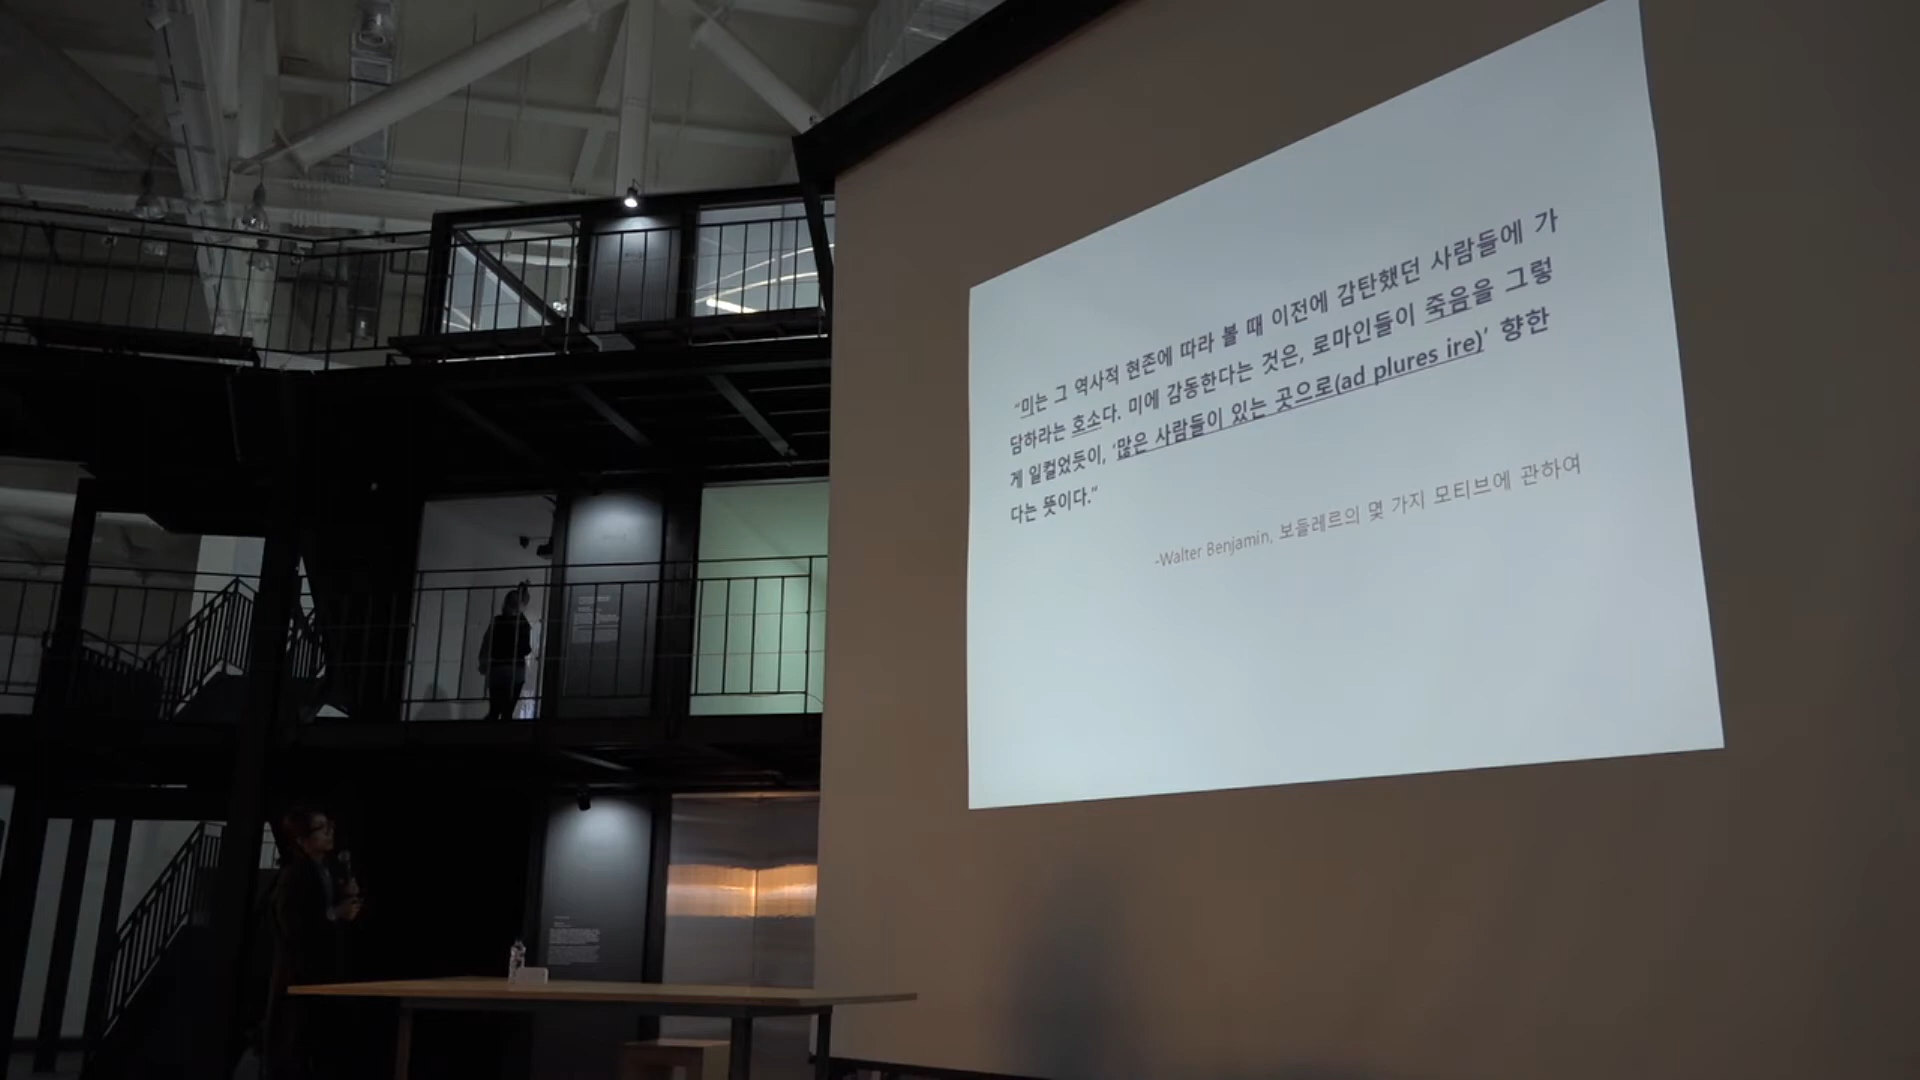 “미는 그 역사적 현존에 따라 볼 때 이전에 감탄했던 사람들에 가
담하라는 호소다. 미에 감동한다는 것은, 로마인들이 죽음을 그렇
게 일컬었듯이, ‘많은 사람들이 있는 곳으로(ad plures ire)’ 향한
다는 뜻이다.”
-Walter Benjamin, 보들레르의 몇 가지 모티브에 관하여